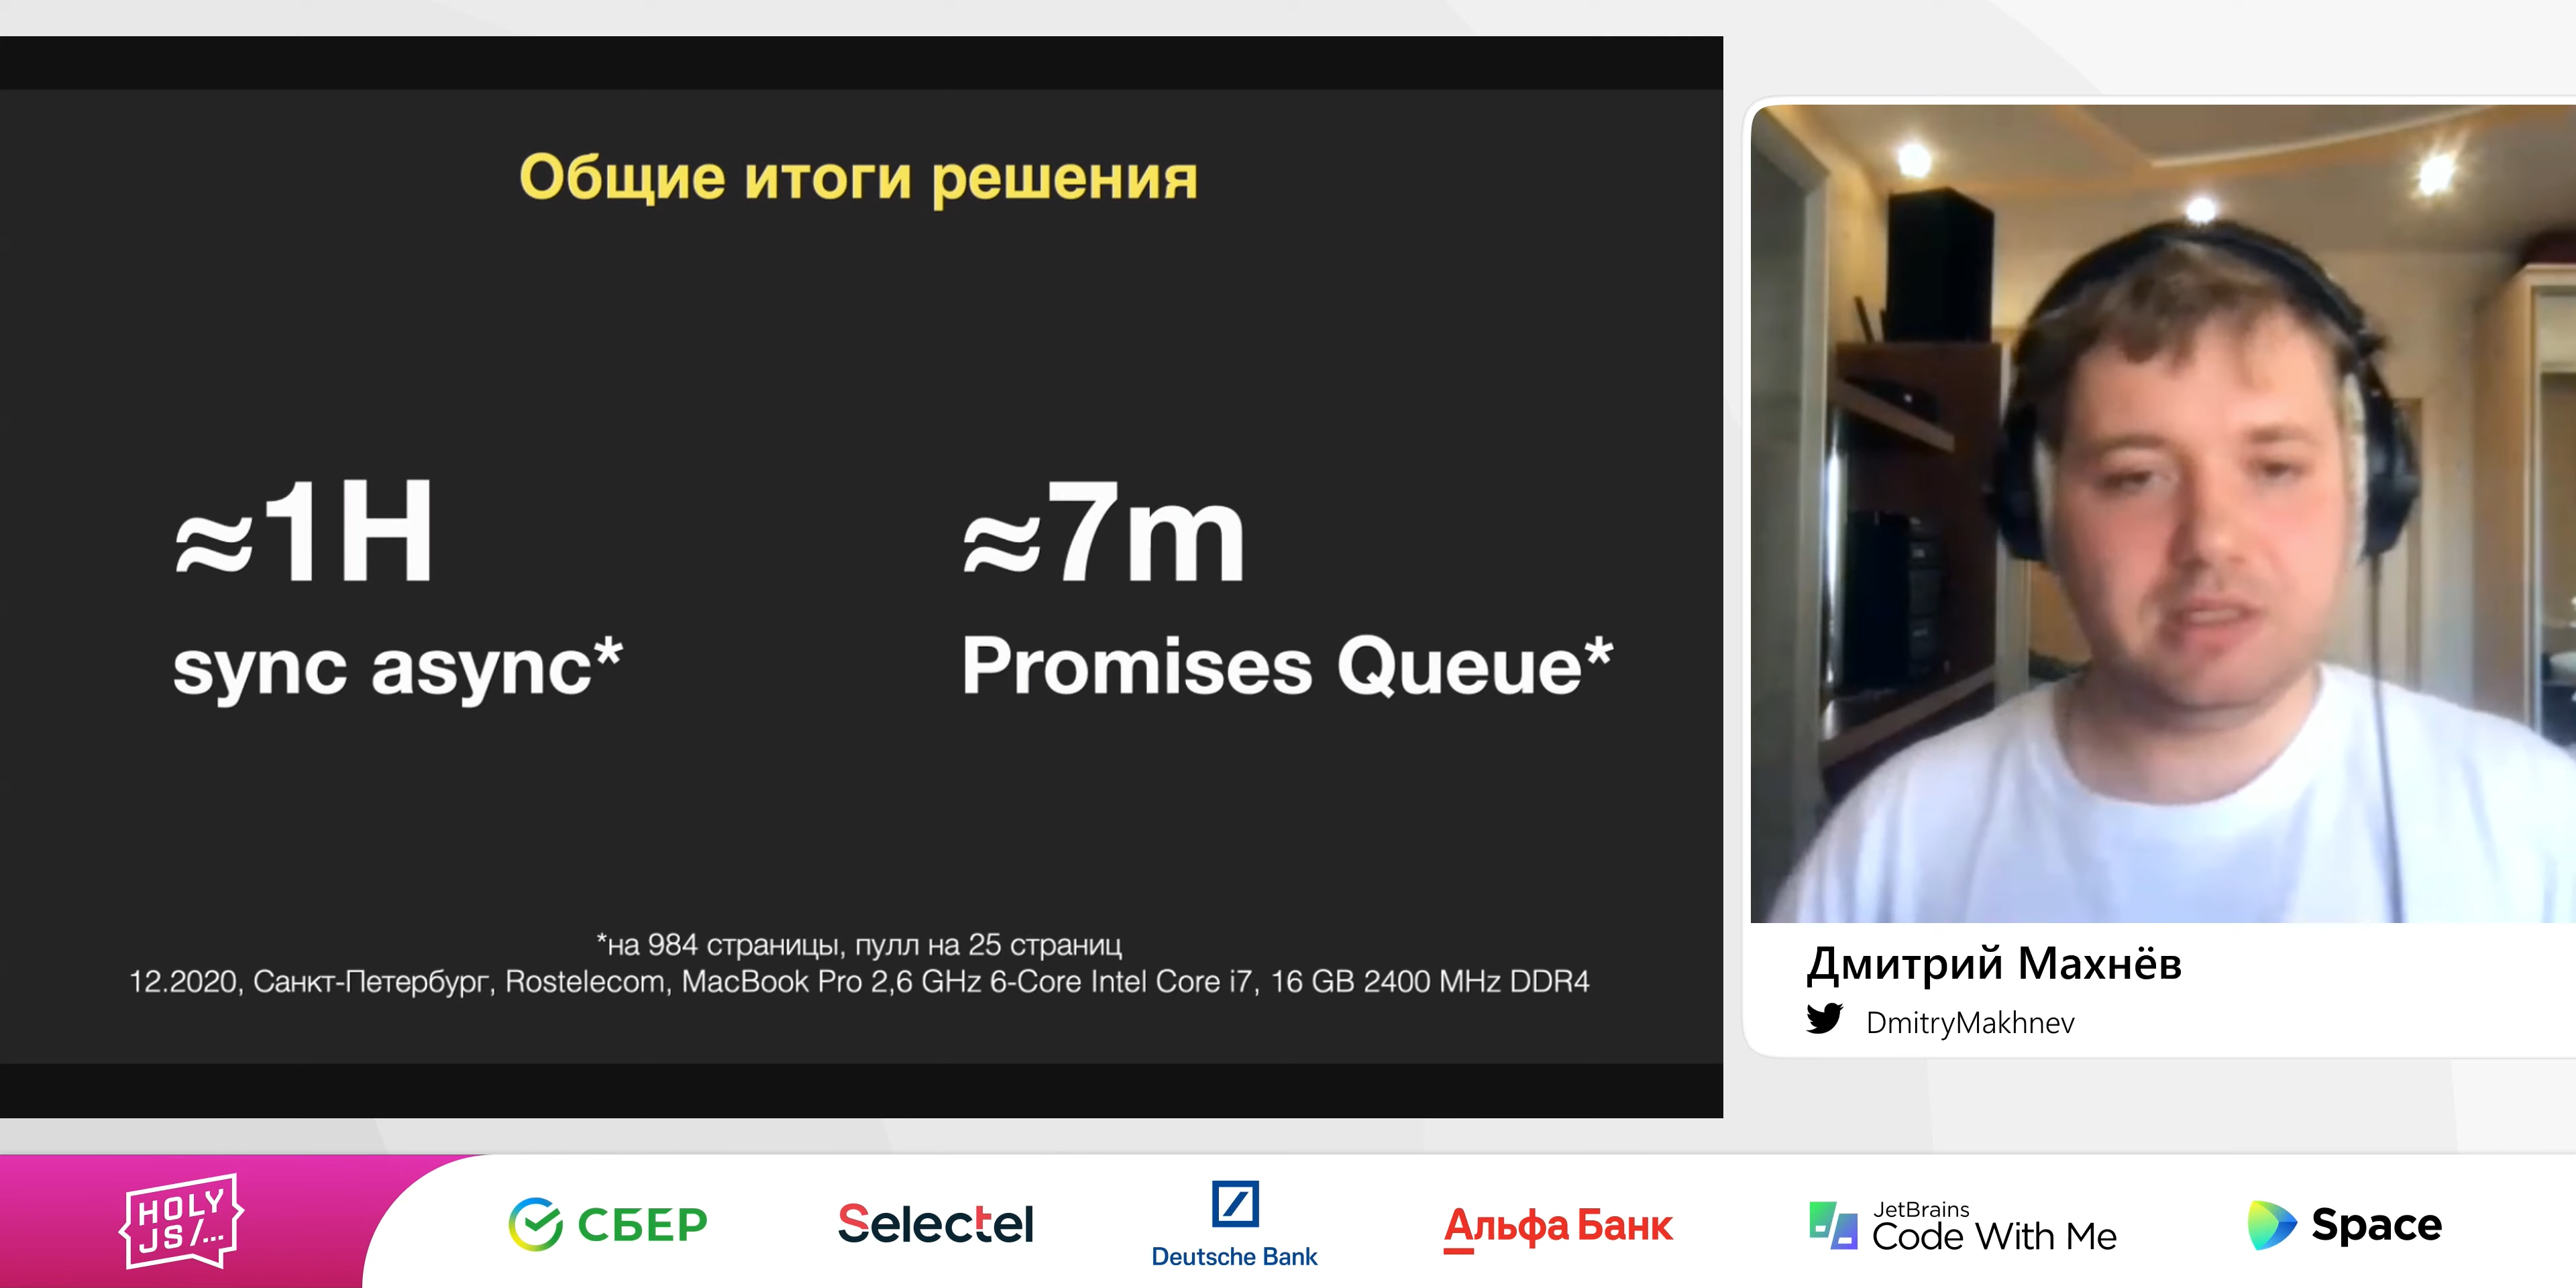 Общие итоги решения
≈1H
sync async*
≈7m
Promises Queue*
*на 984 страницы, пулл на 25 страниц
12.2020, Санкт-Петербург, Rostelecom, MacBook Pro 2,6 GHz 6-Core Intel Core i7, 16 GB 2400 MHz DDR4
Дмитрий Махнёв
DmitryMakhnev
HOLY
JS/...
СБЕР
Selectel
Deutsche Bank
Альфа Банк
JetBrains
Code With Me
Space